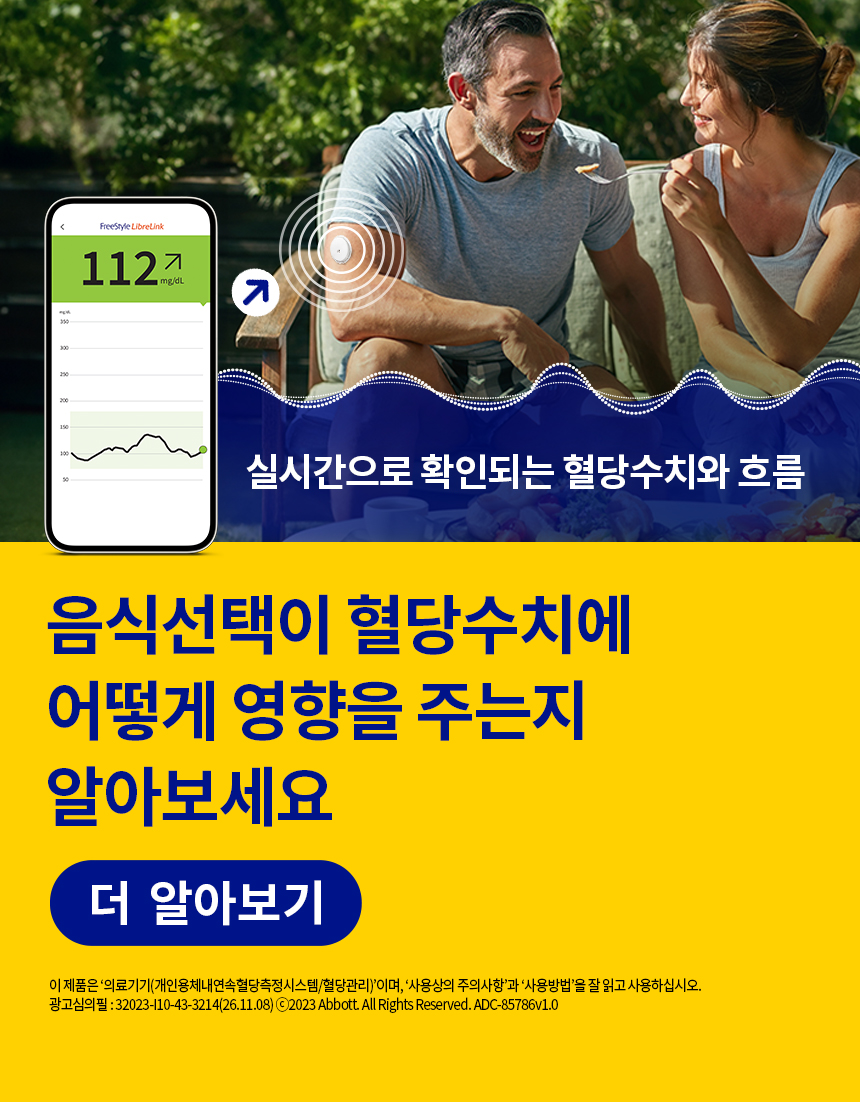 FreeStyle LibreLink
112
mg/dL
mg/dL
350
300
250
200
150
100
50
실시간으로 확인되는 혈당수치와 흐름
음식선택이 혈당수치에
어떻게 영향을 주는지
알아보세요
더 알아보기
이 제품은 ‘의료기기(개인용체내연속혈당측정시스템/혈당관리)’이며, ‘사용상의 주의사항’과 ‘사용방법’을 잘 읽고 사용하십시오.
광고심의필 : 32023-I10-43-3214(26.11.08) ⓒ2023 Abbott. All Rights Reserved. ADC-85786v1.0